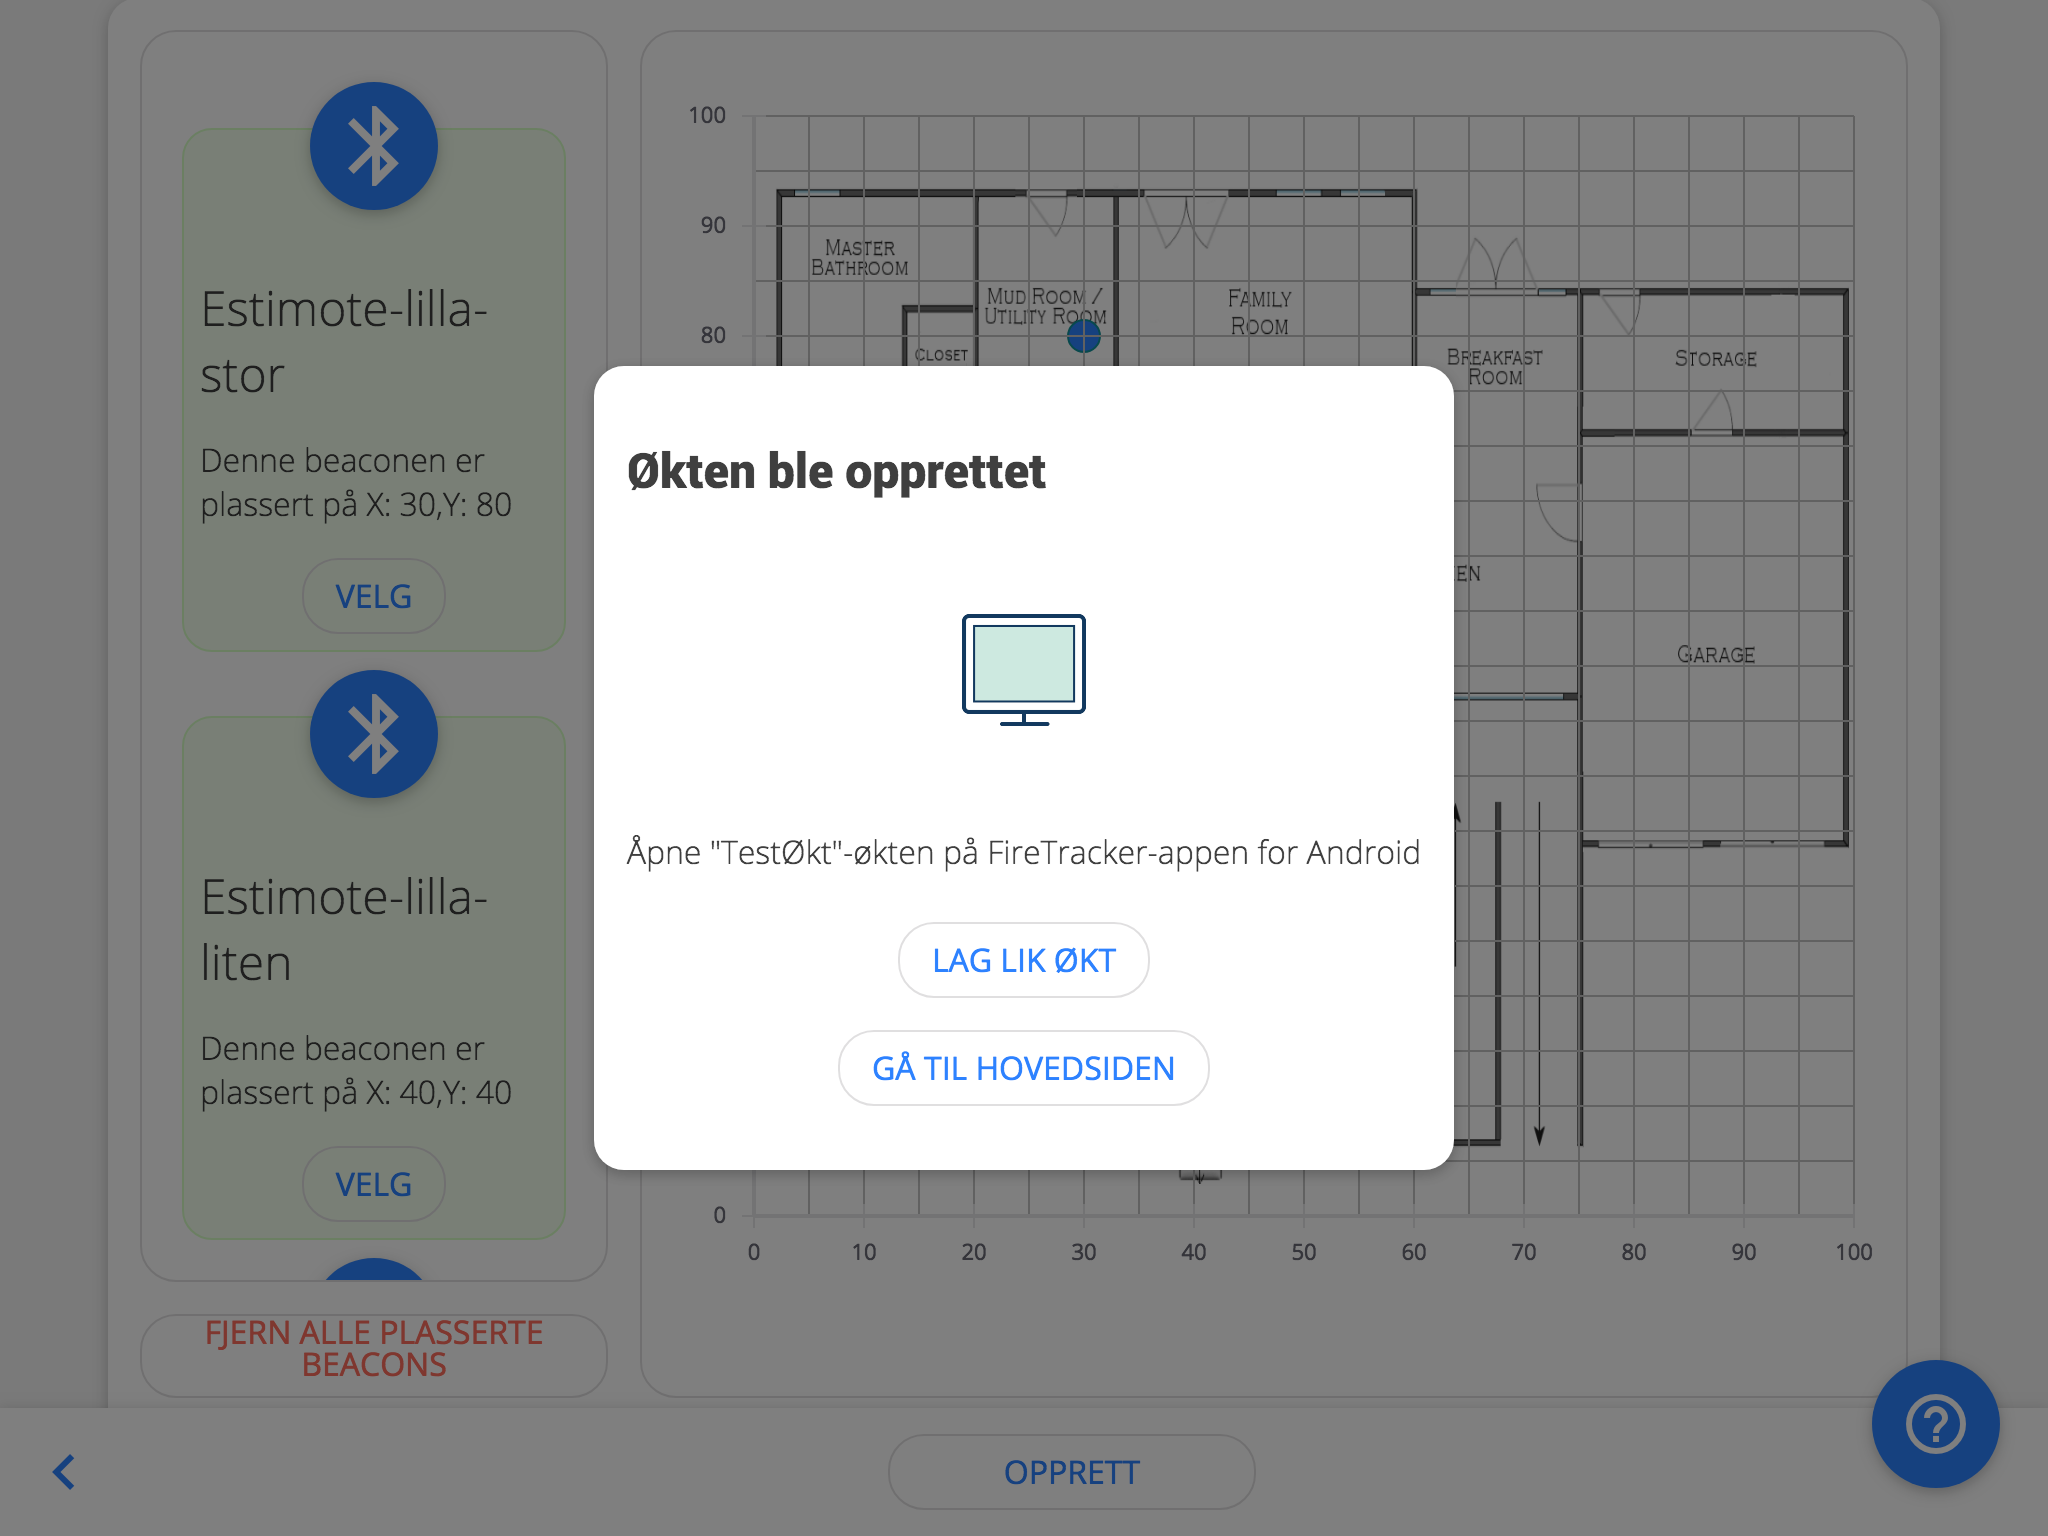 Estimote-lilla-
stor
Denne beaconen er
plassert på X: 30,Y: 80
VELG
Estimote-lilla-
liten
Denne beaconen er
plassert på X: 40,Y: 40
VELG
FJERN ALLE PLASSERTE
BEACONS
100
90
80
0
0 10 20 30 40 50 60 70 80 90 100
MASTER
BATHROOM
MUD ROOM /
UTILITY ROOM
CLOSET
FAMILY
ROOM
BREAKFAST
ROOM
STORAGE
EN
GARAGE
Økten ble opprettet
Åpne "TestØkt"-økten på FireTracker-appen for Android
LAG LIK ØKT
GÅ TIL HOVEDSIDEN
OPPRETT